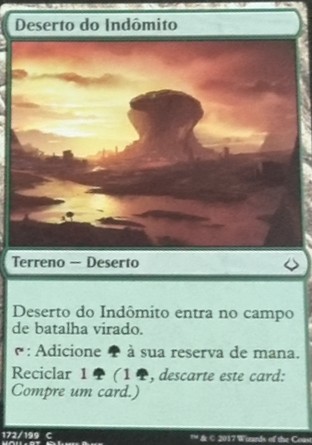 Deserto do Indômito
Terreno — Deserto
Deserto do Indômito entra no campo
de batalha virado.
: Adicione à sua reserva de mana.
Reciclar 1 (1 , descarte este card:
Compre um card.)
172/199 C
™ & © 2017 Wizards of the Coast